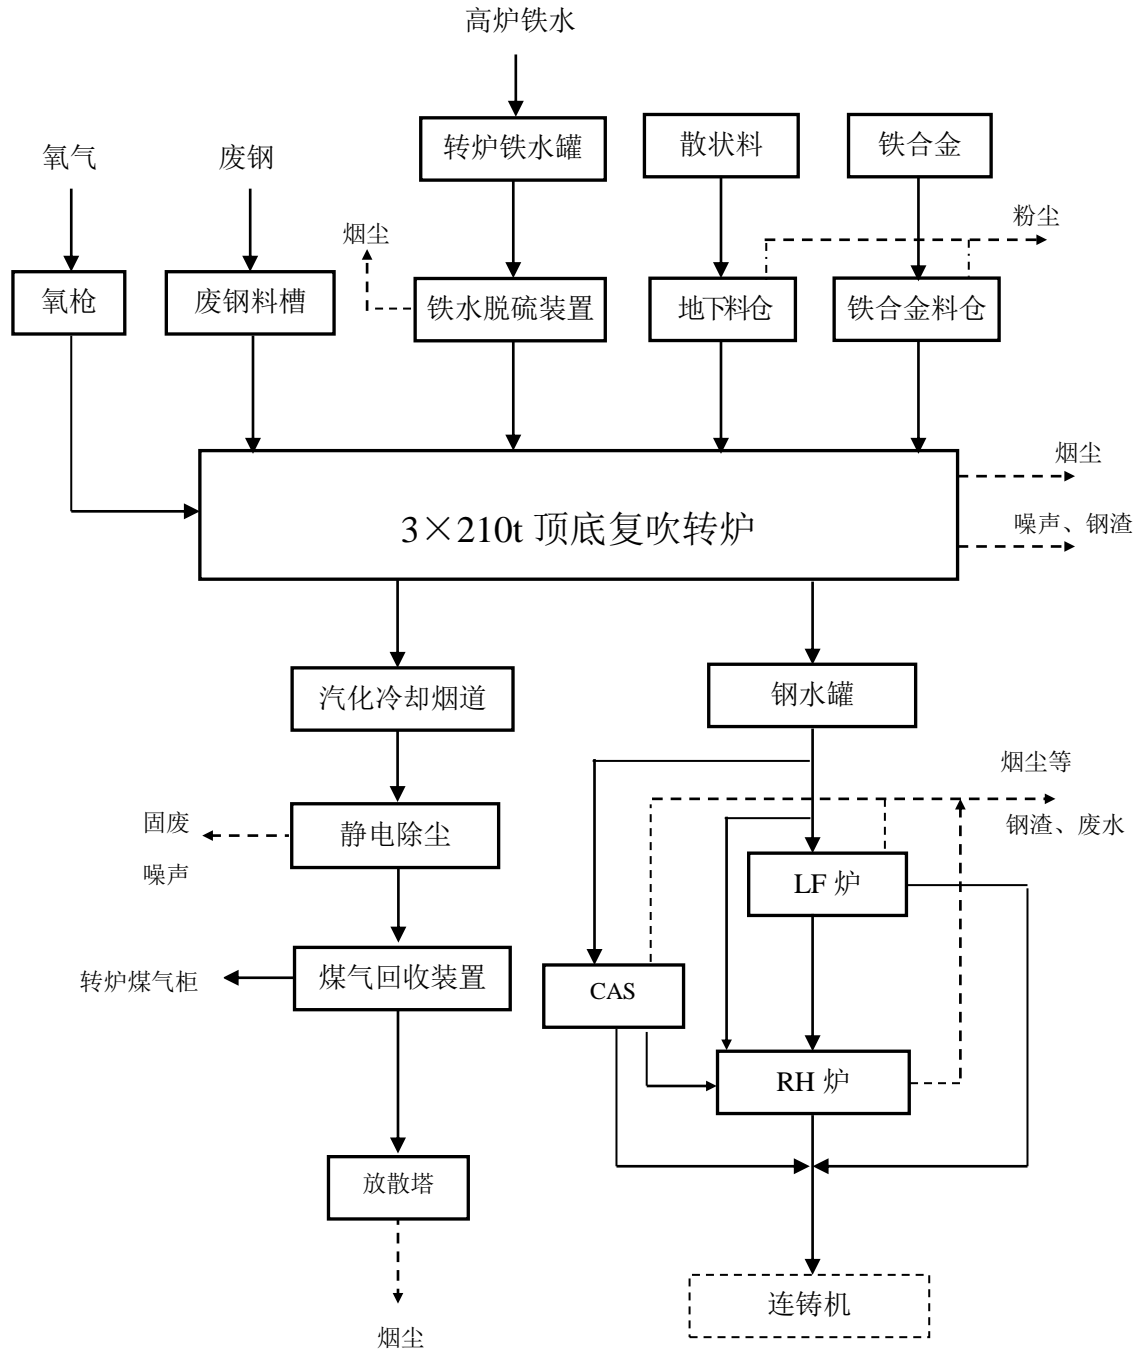 高炉铁水
转炉铁水罐
散状料
铁合金
氧气
废钢
烟尘
粉尘
氧枪
废钢料槽
铁水脱硫装置
地下料仓
铁合金料仓
烟尘
3×210t 顶底复吹转炉
噪声、钢渣
汽化冷却烟道
钢水罐
烟尘等
钢渣、废水
固废
噪声
静电除尘
LF 炉
转炉煤气柜
煤气回收装置
CAS
RH 炉
放散塔
连铸机
烟尘